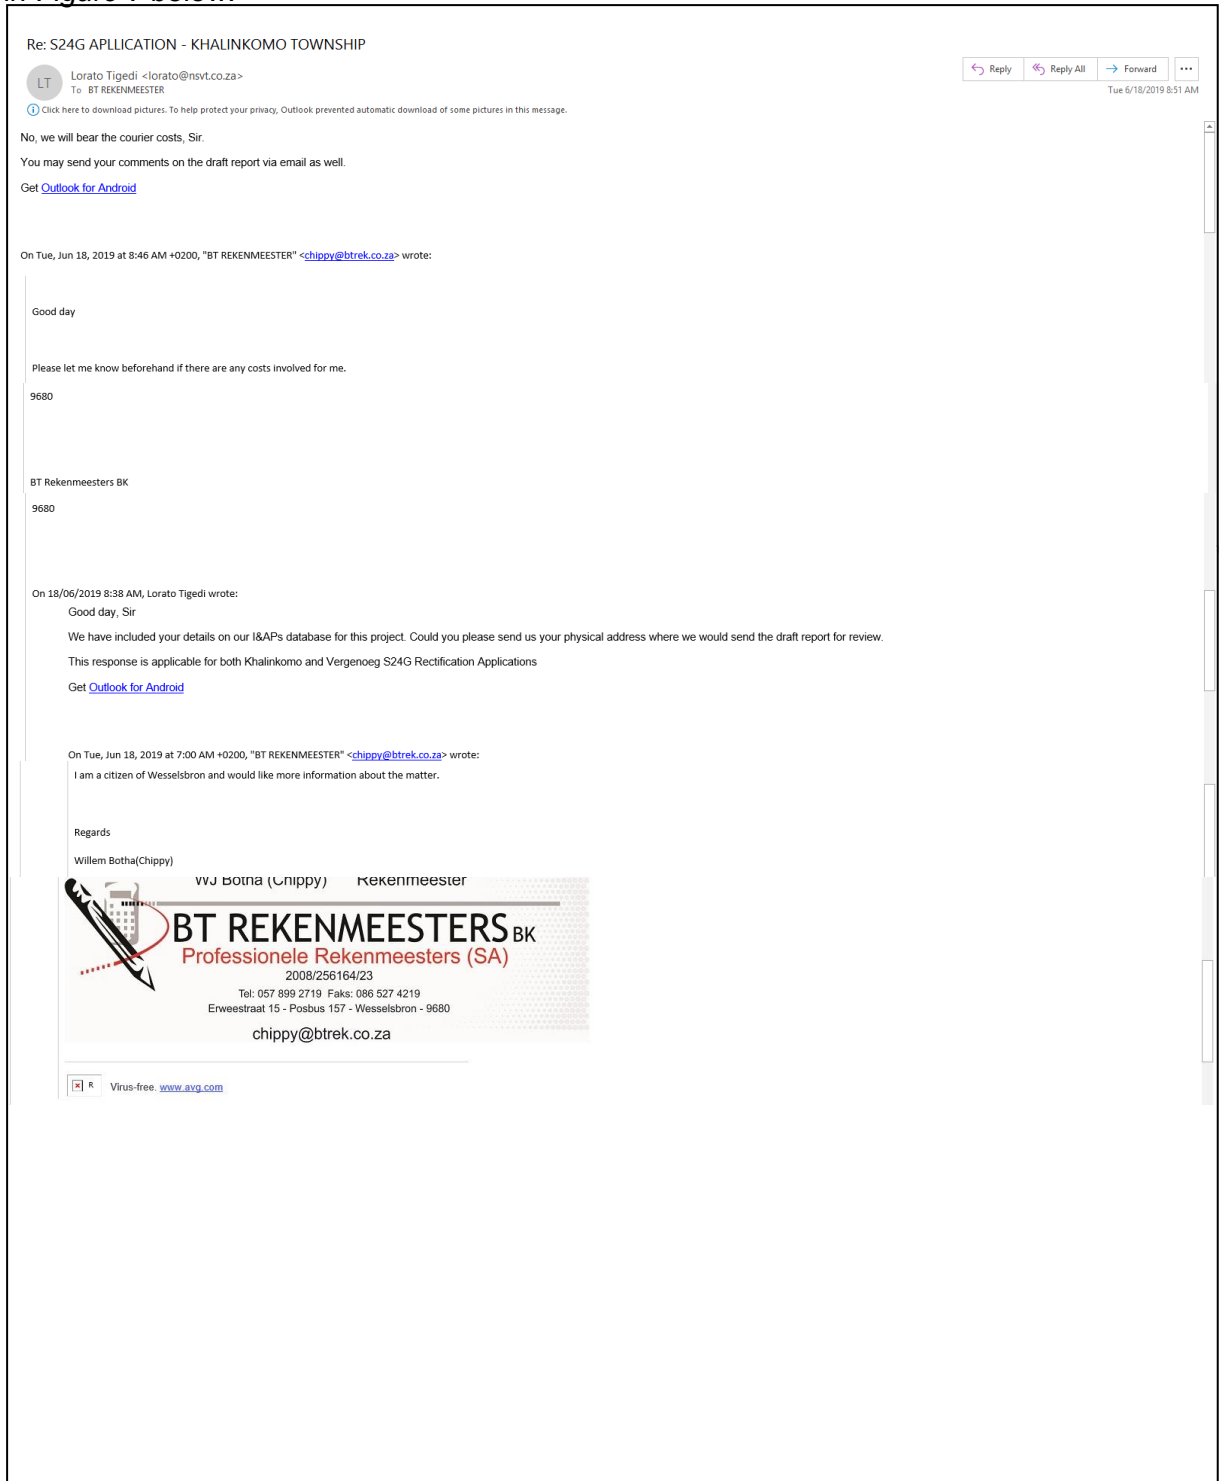 in Figure 1 below:
Re: S24G APLLICATION - KHALINKOMO TOWNSHIP
LT
Lorato Tigedi <lorato@nsvt.co.za>
To BT REKENMEESTER
Reply Reply All Forward ...
Tue 6/18/2019 8:51 AM
Click here to download pictures. To help protect your privacy, Outlook prevented automatic download of some pictures in this message.
No, we will bear the courier costs, Sir.
You may send your comments on the draft report via email as well.
Get Outlook for Android
On Tue, Jun 18, 2019 at 8:46 AM +0200, "BT REKENMEESTER" <chippy@btrek.co.za> wrote:
Good day
Please let me know beforehand if there are any costs involved for me.
9680
BT Rekenmeesters BK
9680
On 18/06/2019 8:38 AM, Lorato Tigedi wrote:
Good day, Sir
We have included your details on our I&APs database for this project. Could you please send us your physical address where we would send the draft report for review.
This response is applicable for both Khalinkomo and Vergenoeg S24G Rectification Applications
Get Outlook for Android
On Tue, Jun 18, 2019 at 7:00 AM +0200, "BT REKENMEESTER" <chippy@btrek.co.za> wrote:
I am a citizen of Wesselsbron and would like more information about the matter.
Regards
Willem Botha(Chippy)
WJ Botha (Chippy) Rekenmeester
BT REKENMEESTERS BK
Professionele Rekenmeesters (SA)
2008/256164/23
Tel: 057 899 2719 Faks: 086 527 4219
Erweestraat 15 - Posbus 157 - Wesselsbron - 9680
chippy@btrek.co.za
R
Virus-free. www.avg.com